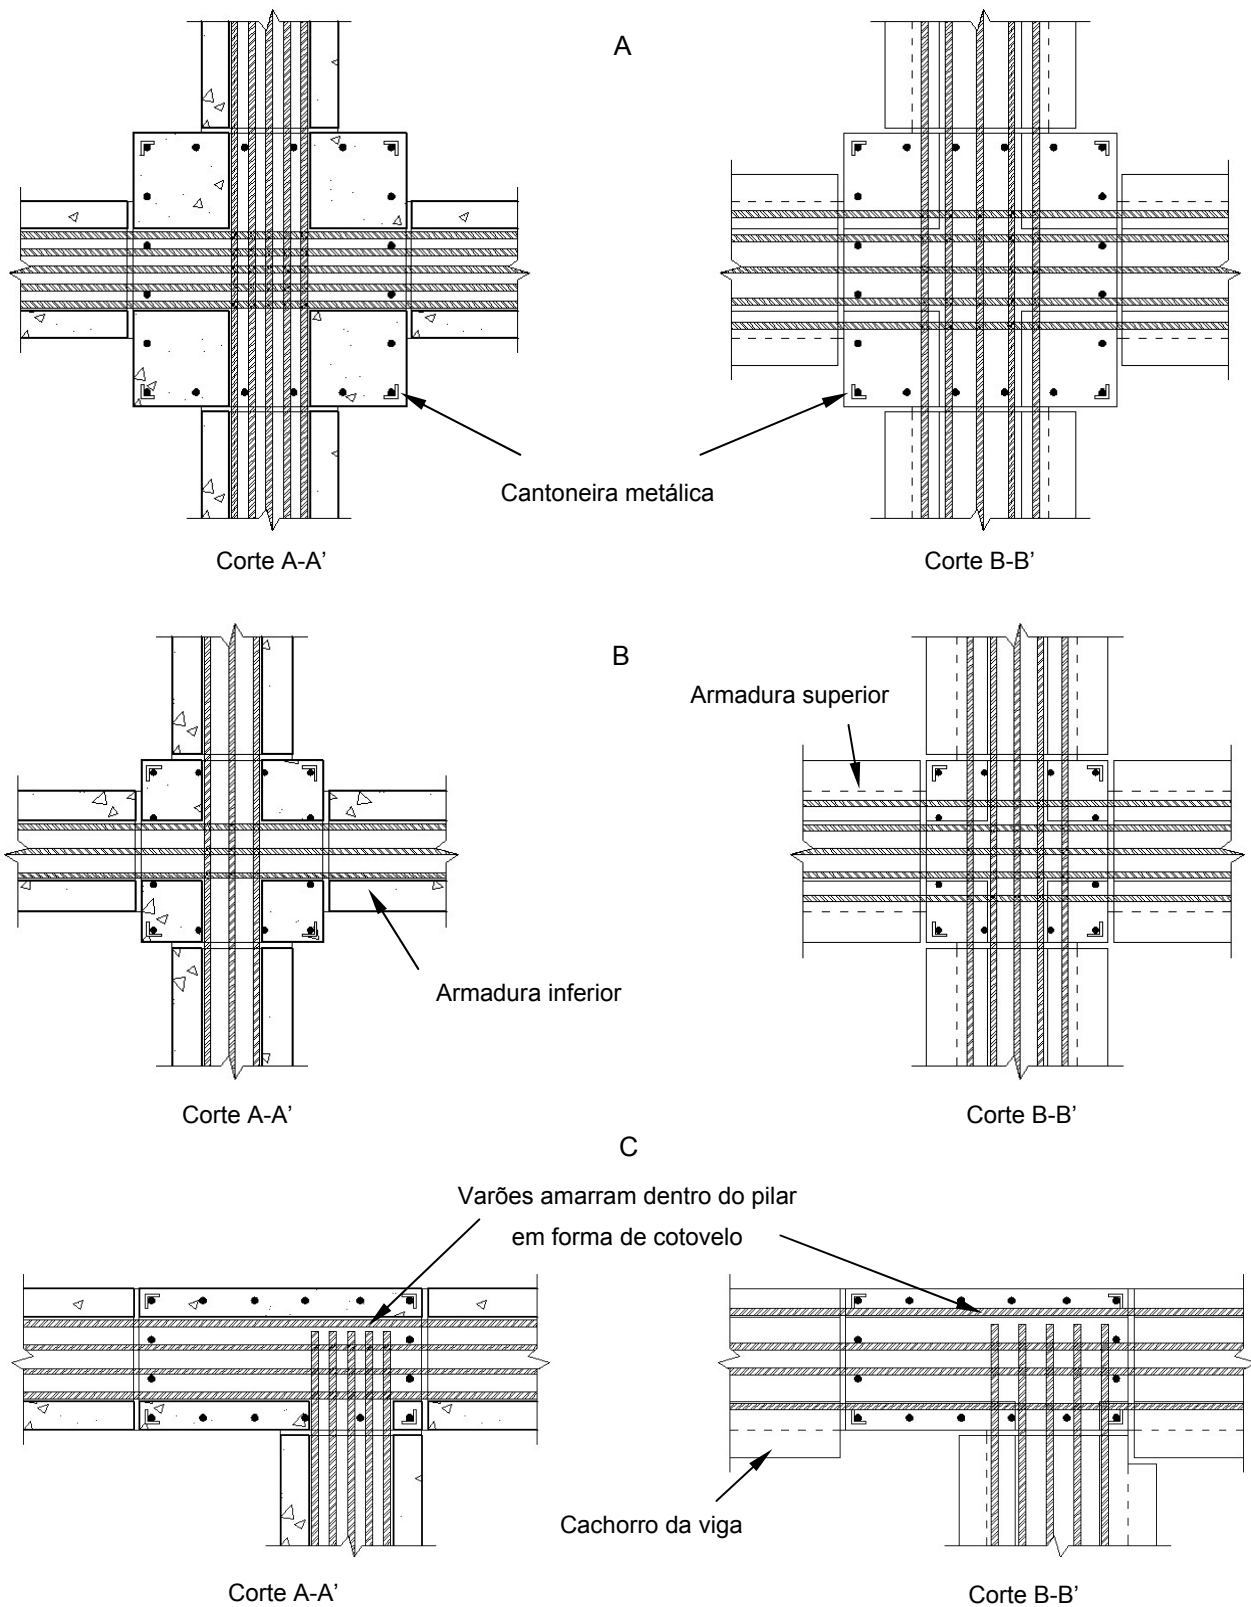 A
Cantoneira metálica
Corte A-A’
Corte B-B’
B
Armadura superior
Armadura inferior
Corte A-A’
Corte B-B’
C
Varões amarram dentro do pilar
em forma de cotovelo
Cachorro da viga
Corte A-A’
Corte B-B’